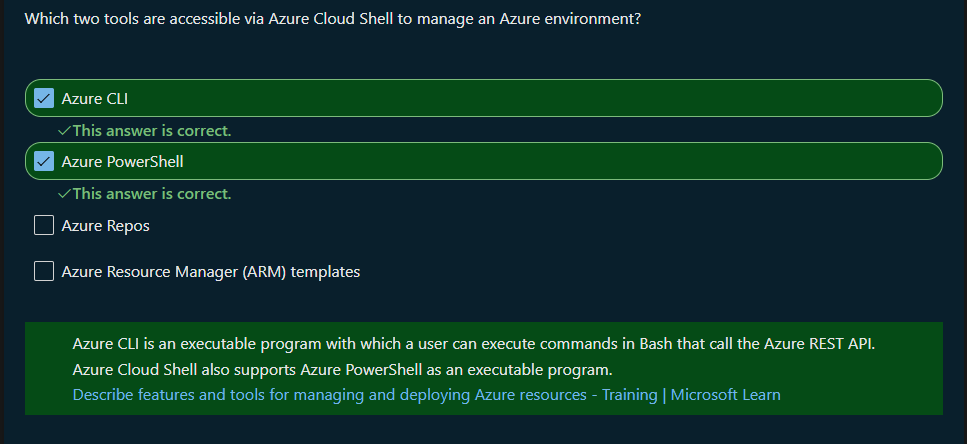 Which two tools are accessible via Azure Cloud Shell to manage an Azure environment?
Azure CLI
✓This answer is correct.
Azure PowerShell
✓This answer is correct.
Azure Repos
Azure Resource Manager (ARM) templates
Azure CLI is an executable program with which a user can execute commands in Bash that call the Azure REST API.
Azure Cloud Shell also supports Azure PowerShell as an executable program.
Describe features and tools for managing and deploying Azure resources - Training | Microsoft Learn